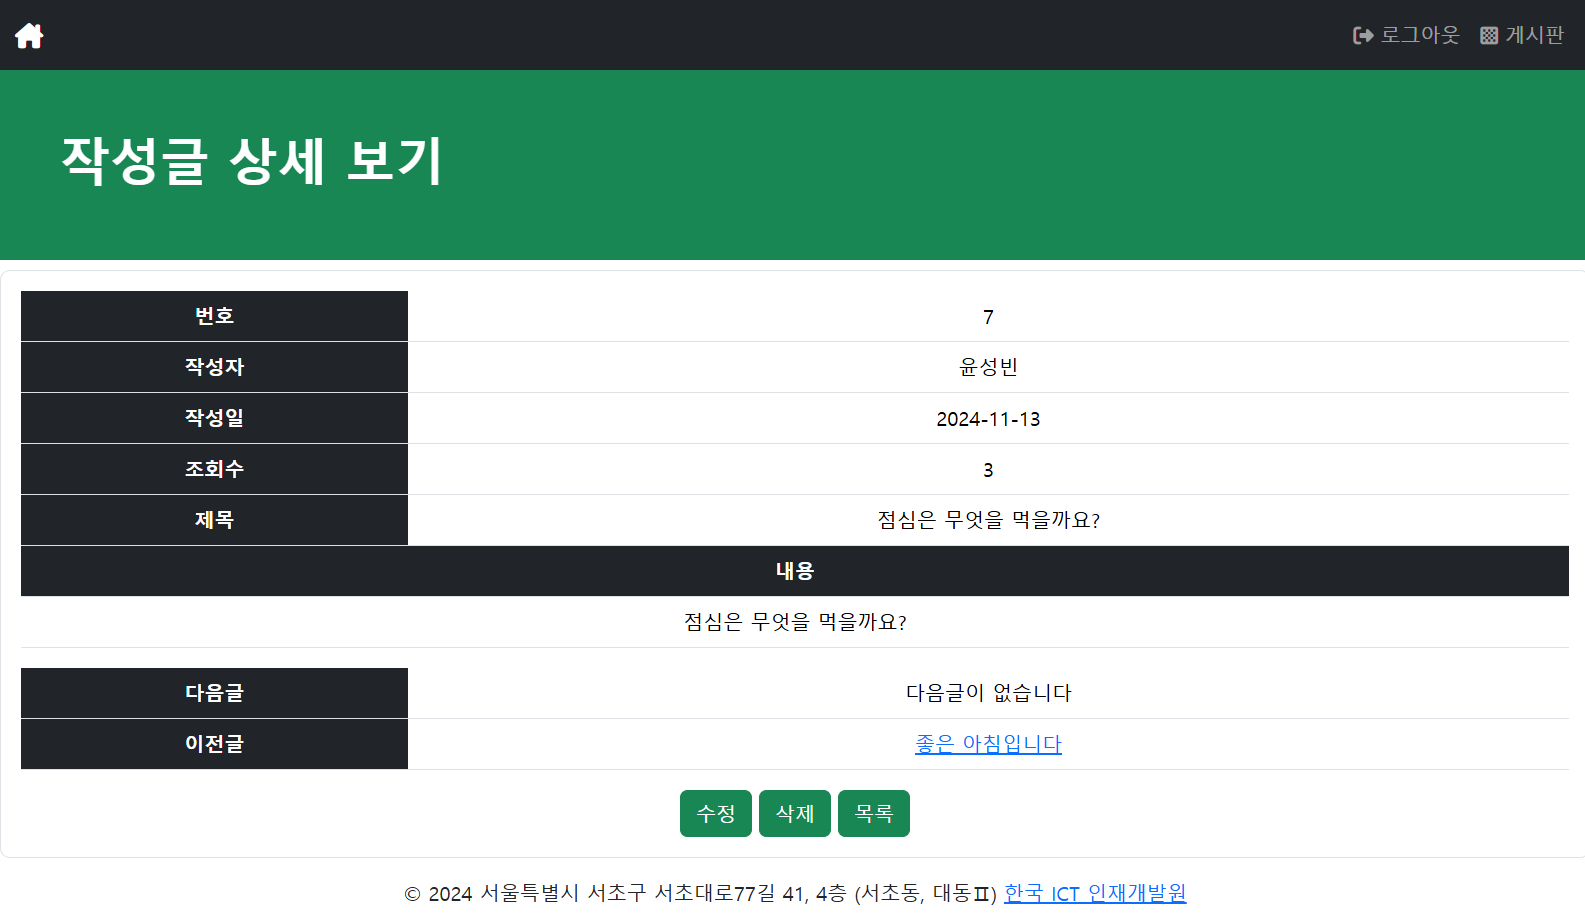 로그아웃 게시판
작성글 상세 보기
번호 7
작성자 윤성빈
작성일 2024-11-13
조회수 3
제목 점심은 무엇을 먹을까요?
내용
점심은 무엇을 먹을까요?
다음글 다음글이 없습니다
이전글 좋은 아침입니다
수정 삭제 목록
© 2024 서울특별시 서초구 서초대로77길 41, 4층 (서초동, 대동Ⅱ) 한국 ICT 인재개발원